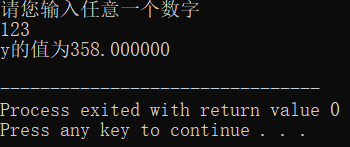 请您输入任意一个数字
123
y的值为358.000000
--------------------------------
Process exited with return value 0
Press any key to continue . . .